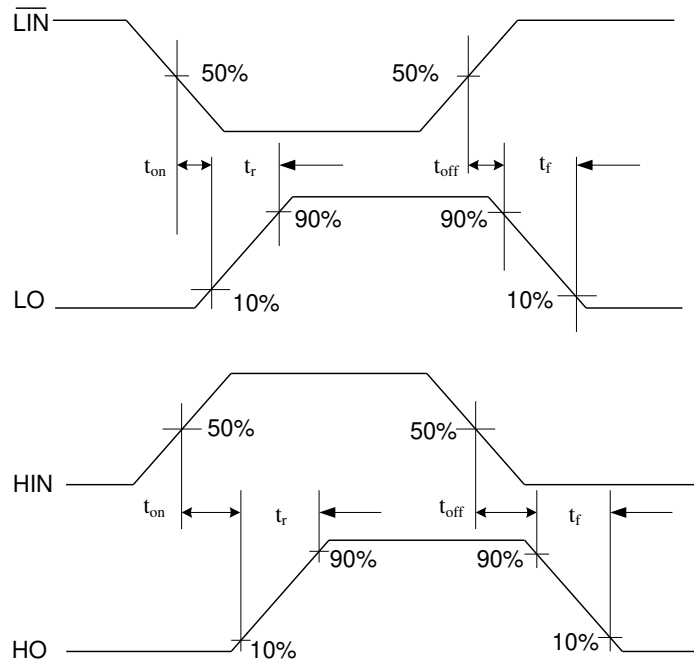 L̅I̅N̅
50% 50%
t_on t_r t_off t_f
90% 90%
LO 10% 10%
50% 50%
HIN
t_on t_r t_off t_f
90% 90%
HO 10% 10%